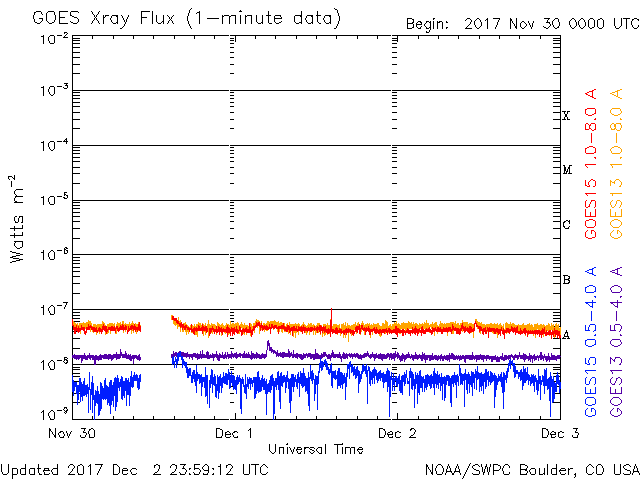 GOES Xray Flux (1-minute data)
Begin: 2017 Nov 30 0000 UTC
10⁻²
10⁻³
10⁻⁴
10⁻⁵
10⁻⁶
10⁻⁷
10⁻⁸
10⁻⁹
Watts m⁻²
X
M
C
B
A
GOES15 1.0-8.0 A
GOES13 1.0-8.0 A
GOES15 0.5-4.0 A
GOES13 0.5-4.0 A
Nov 30
Dec 1
Dec 2
Dec 3
Universal Time
Updated 2017 Dec 2 23:59:12 UTC
NOAA/SWPC Boulder, CO USA